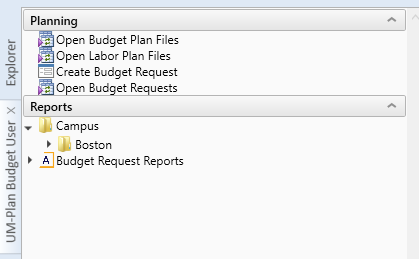 Planning
Open Budget Plan Files
Open Labor Plan Files
Create Budget Request
Open Budget Requests
Reports
Campus
Boston
A Budget Request Reports
Explorer
UM-Plan Budget User X